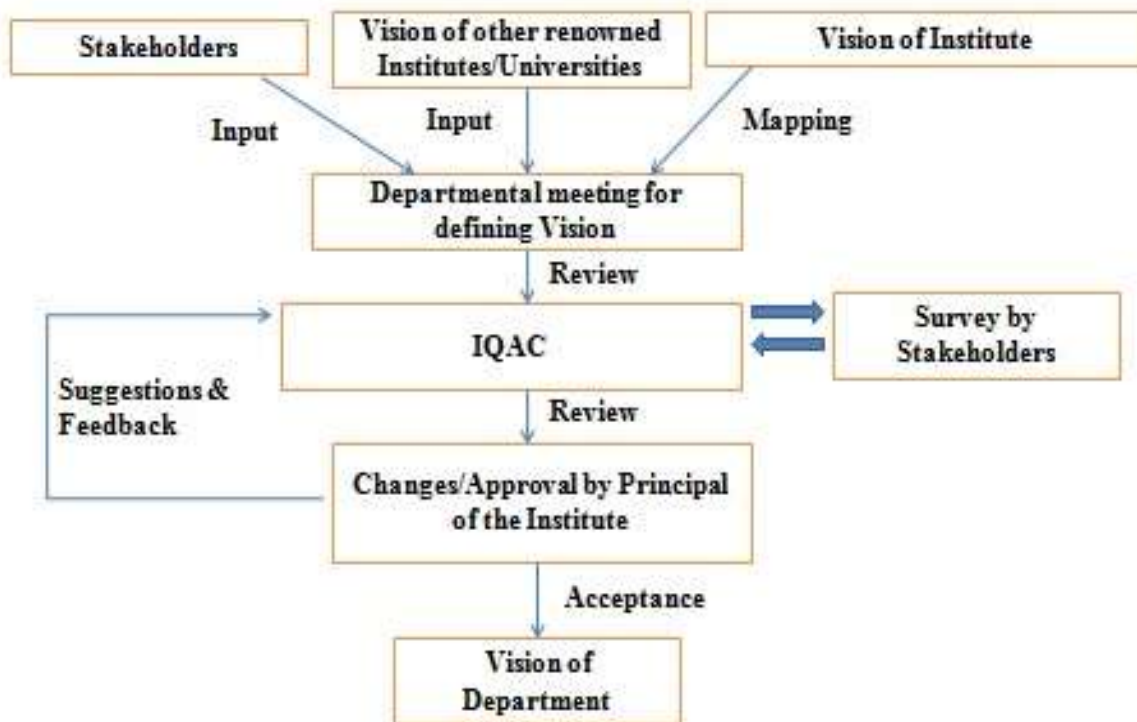 Stakeholders
Vision of other renowned
Institutes/Universities
Vision of Institute
Input
Input
Mapping
Departmental meeting for
defining Vision
Review
IQAC
Survey by
Stakeholders
Suggestions &
Feedback
Review
Changes/Approval by Principal
of the Institute
Acceptance
Vision of
Department